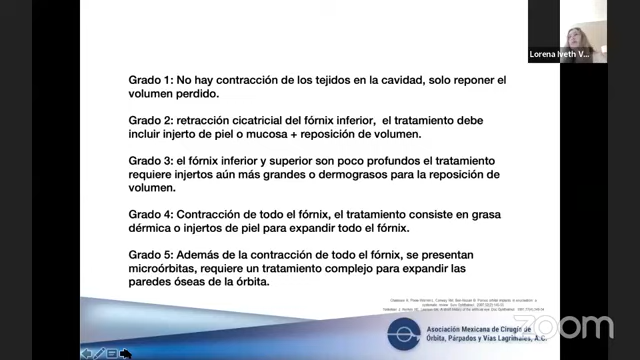 Lorena Iveth V...
Grado 1: No hay contracción de los tejidos en la cavidad, solo reponer el
volumen perdido.
Grado 2: retracción cicatricial del fórnix inferior, el tratamiento debe
incluir injerto de piel o mucosa + reposición de volumen.
Grado 3: el fórnix inferior y superior son poco profundos el tratamiento
requiere injertos aún más grandes o dermograsos para la reposición de
volumen.
Grado 4: Contracción de todo el fórnix, el tratamiento consiste en grasa
dérmica o injertos de piel para expandir todo el fórnix.
Grado 5: Además de la contracción de todo el fórnix, se presentan
microórbitas, requiere un tratamiento complejo para expandir las
paredes óseas de la órbita.
Asociación Mexicana de Cirugía de
Órbita, Párpados y Vías Lagrimales, A.C.
zoom